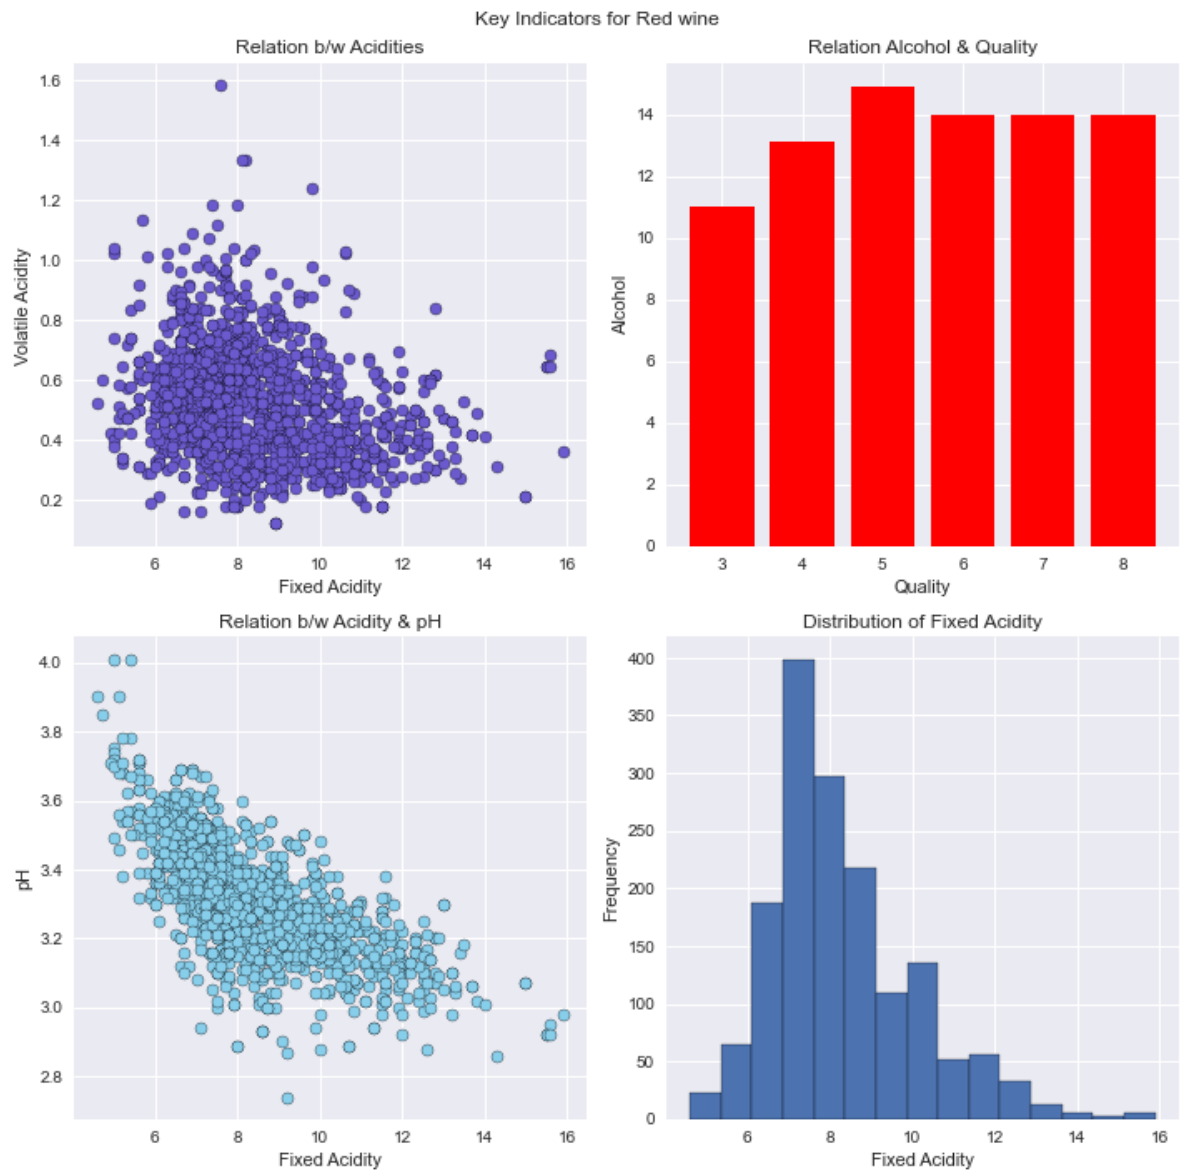 Key Indicators for Red wine
Relation b/w Acidities
1.6
1.4
1.2
1.0
0.8
0.6
0.4
0.2
Volatile Acidity
6 8 10 12 14 16
Fixed Acidity
Relation Alcohol & Quality
14
12
10
8
6
4
2
0
Alcohol
3 4 5 6 7 8
Quality
Relation b/w Acidity & pH
4.0
3.8
3.6
3.4
3.2
3.0
2.8
pH
6 8 10 12 14 16
Fixed Acidity
Distribution of Fixed Acidity
400
350
300
250
200
150
100
50
0
Frequency
6 8 10 12 14 16
Fixed Acidity